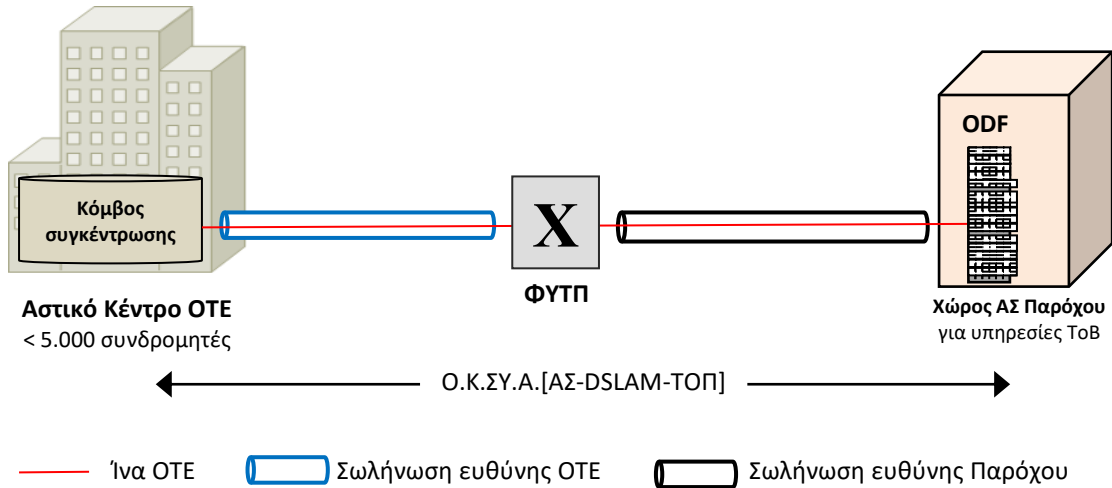 ODF
Κόμβος
συγκέντρωσης
X
ΦΥΤΠ
Αστικό Κέντρο ΟΤΕ
< 5.000 συνδρομητές
Χώρος ΑΣ Παρόχου
για υπηρεσίες ΤοΒ
Ο.Κ.ΣΥ.Α.[ΑΣ-DSLAM-ΤΟΠ]
Ίνα ΟΤΕ
Σωλήνωση ευθύνης ΟΤΕ
Σωλήνωση ευθύνης Παρόχου